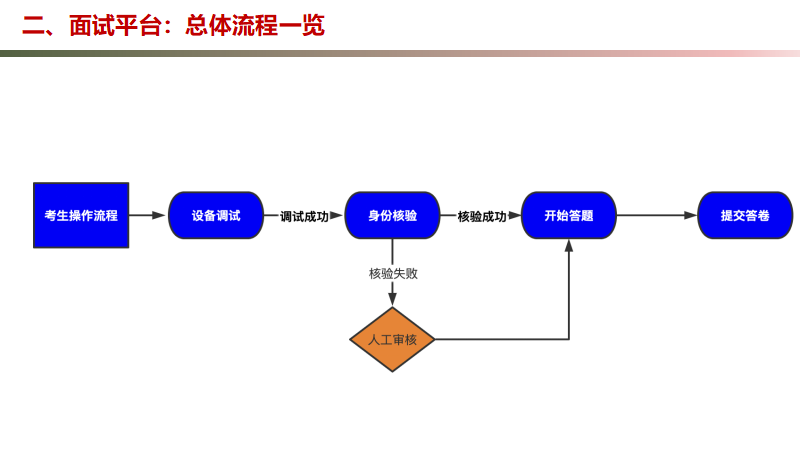 二、面试平台：总体流程一览
考生操作流程
设备调试
调试成功
身份核验
核验成功
开始答题
提交答卷
核验失败
人工审核